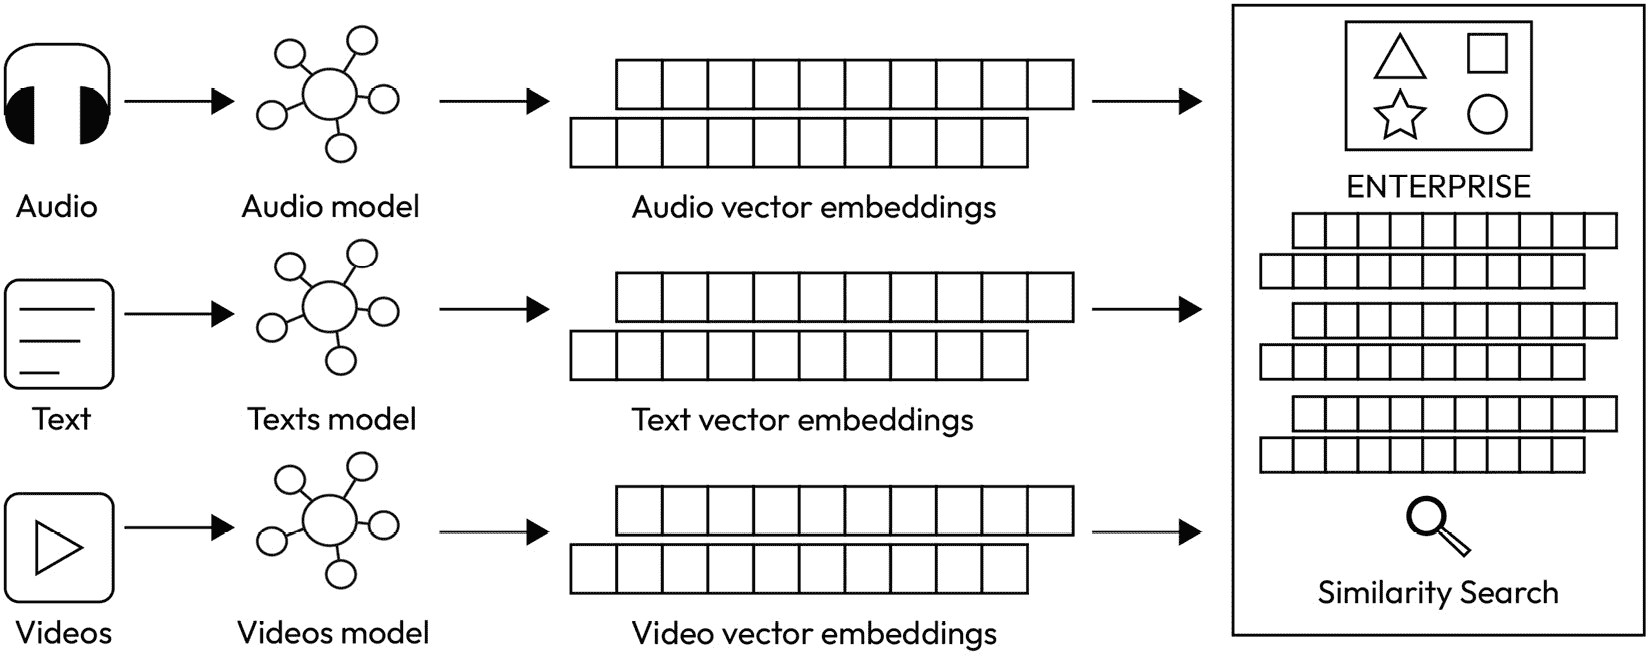 Audio
Audio model
Audio vector embeddings
Text
Texts model
Text vector embeddings
Videos
Videos model
Video vector embeddings
ENTERPRISE
Similarity Search